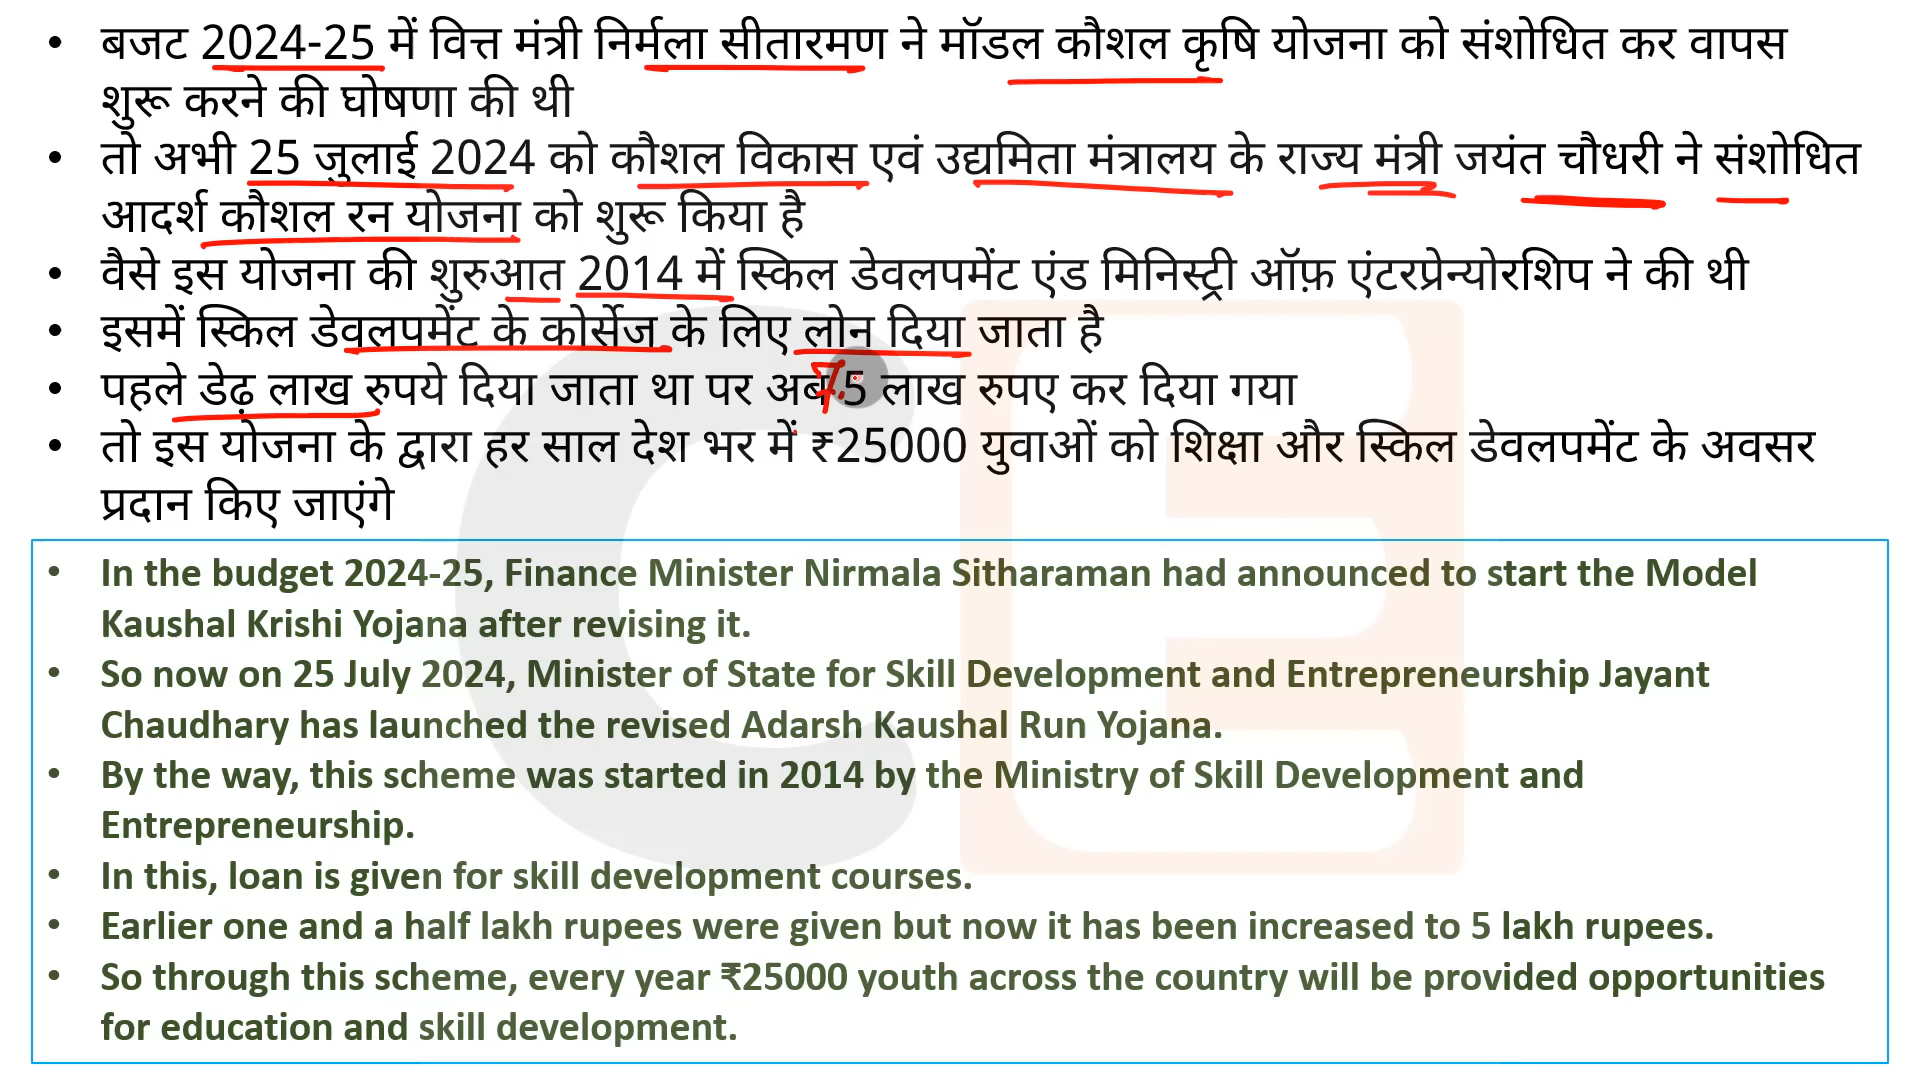 • बजट 2024-25 में वित्त मंत्री निर्मला सीतारमण ने मॉडल कौशल कृषि योजना को संशोधित कर वापस
शुरू करने की घोषणा की थी
• तो अभी 25 जुलाई 2024 को कौशल विकास एवं उद्यमिता मंत्रालय के राज्य मंत्री जयंत चौधरी ने संशोधित
आदर्श कौशल रन योजना को शुरू किया है
• वैसे इस योजना की शुरुआत 2014 में स्किल डेवलपमेंट एंड मिनिस्ट्री ऑफ़ एंटरप्रेन्योरशिप ने की थी
• इसमें स्किल डेवलपमेंट के कोर्सेज के लिए लोन दिया जाता है
• पहले डेढ़ लाख रुपये दिया जाता था पर अब 7.5 लाख रुपए कर दिया गया
• तो इस योजना के द्वारा हर साल देश भर में ₹25000 युवाओं को शिक्षा और स्किल डेवलपमेंट के अवसर
प्रदान किए जाएंगे
• In the budget 2024-25, Finance Minister Nirmala Sitharaman had announced to start the Model
Kaushal Krishi Yojana after revising it.
• So now on 25 July 2024, Minister of State for Skill Development and Entrepreneurship Jayant
Chaudhary has launched the revised Adarsh Kaushal Run Yojana.
• By the way, this scheme was started in 2014 by the Ministry of Skill Development and
Entrepreneurship.
• In this, loan is given for skill development courses.
• Earlier one and a half lakh rupees were given but now it has been increased to 5 lakh rupees.
• So through this scheme, every year ₹25000 youth across the country will be provided opportunities
for education and skill development.